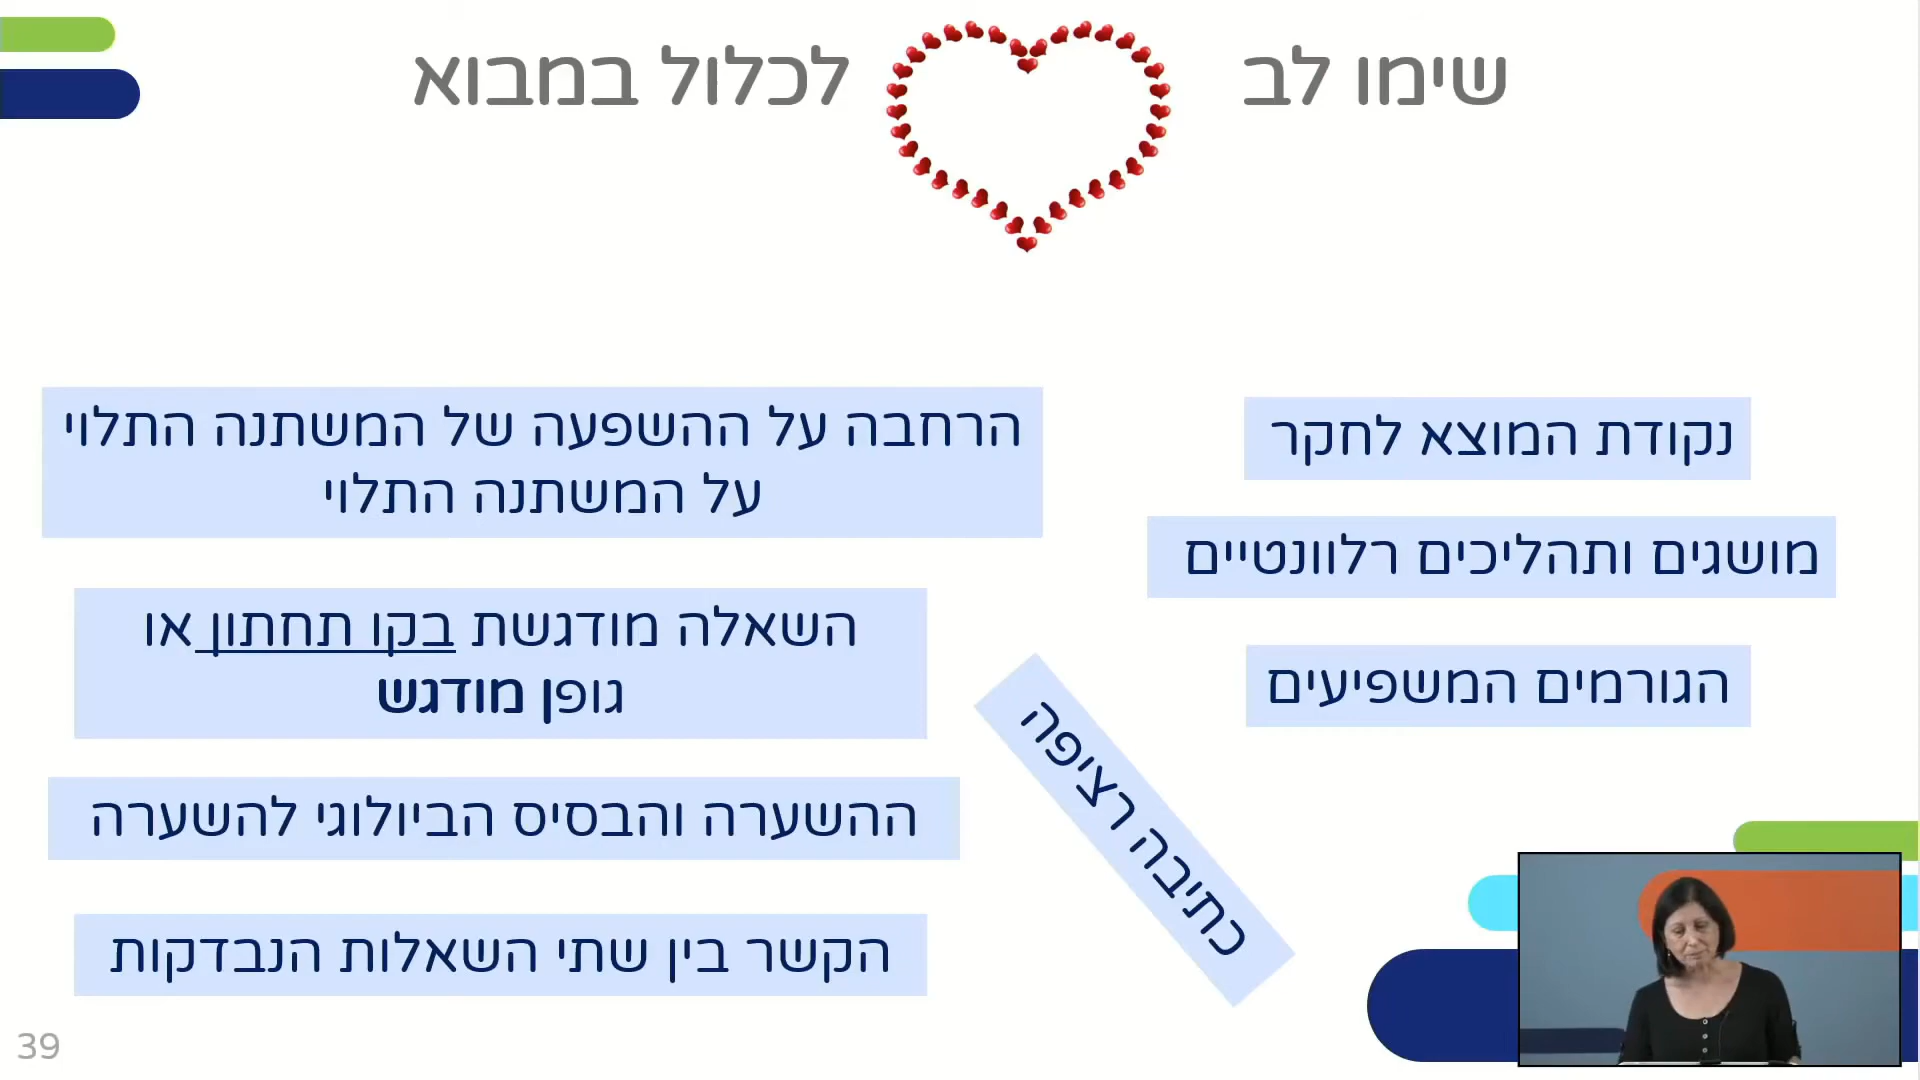 שימו לב לכלול במבוא
נקודת המוצא לחקר
מושגים ותהליכים רלוונטיים
הגורמים המשפיעים
הרחבה על ההשפעה של המשתנה התלוי
על המשתנה התלוי
השאלה מודגשת בקו תחתון או
גופן מודגש
ההשערה והבסיס הביולוגי להשערה
הקשר בין שתי השאלות הנבדקות
כתיבה רציפה
39